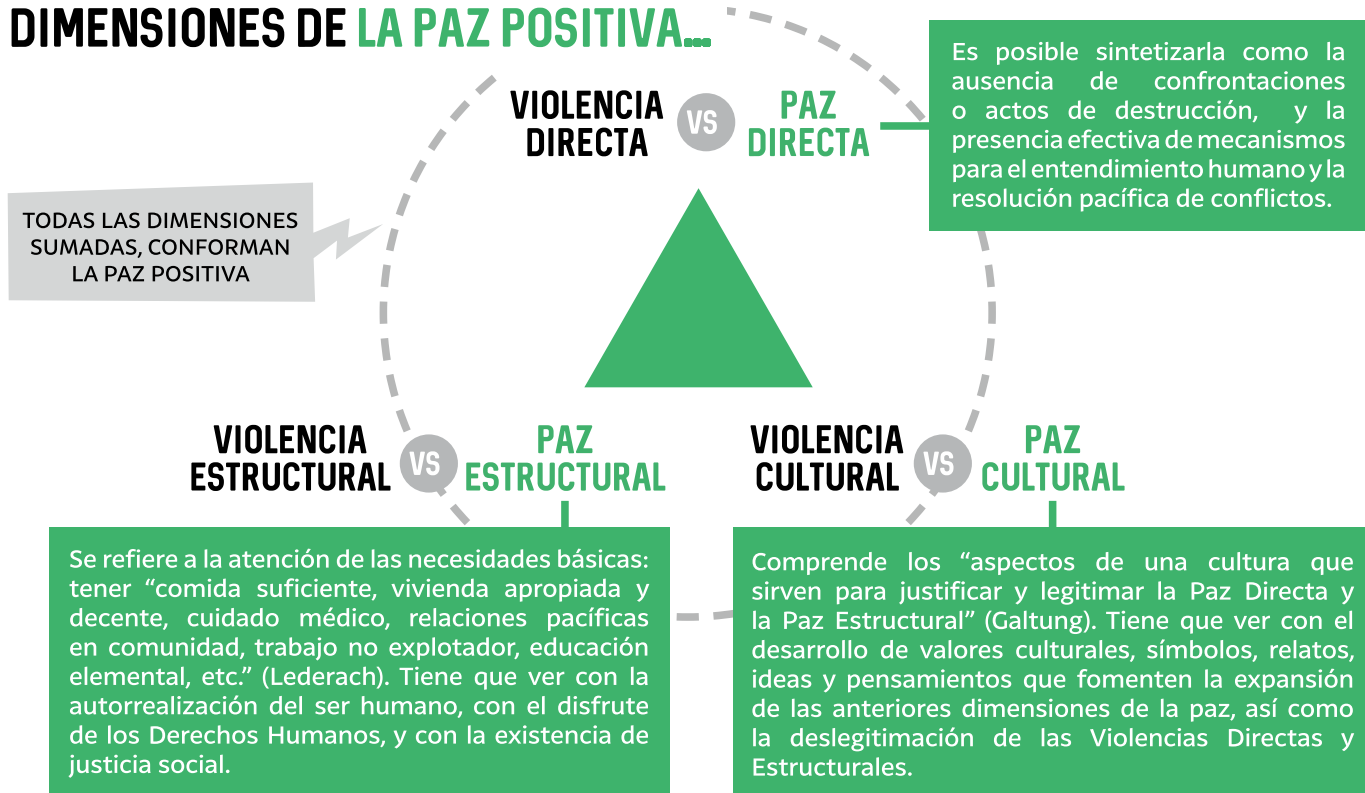 DIMENSIONES DE LA PAZ POSITIVA...
VIOLENCIA
DIRECTA
VS
PAZ
DIRECTA
Es posible sintetizarla como la
ausencia de confrontaciones
o actos de destrucción, y la
presencia efectiva de mecanismos
para el entendimiento humano y la
resolución pacífica de conflictos.
TODAS LAS DIMENSIONES
SUMADAS, CONFORMAN
LA PAZ POSITIVA
VIOLENCIA
ESTRUCTURAL
VS
PAZ
ESTRUCTURAL
Se refiere a la atención de las necesidades básicas:
tener “comida suficiente, vivienda apropiada y
decente, cuidado médico, relaciones pacíficas
en comunidad, trabajo no explotador, educación
elemental, etc.” (Lederach). Tiene que ver con la
autorrealización del ser humano, con el disfrute
de los Derechos Humanos, y con la existencia de
justicia social.
VIOLENCIA
CULTURAL
VS
PAZ
CULTURAL
Comprende los “aspectos de una cultura que
sirven para justificar y legitimar la Paz Directa y
la Paz Estructural” (Galtung). Tiene que ver con el
desarrollo de valores culturales, símbolos, relatos,
ideas y pensamientos que fomenten la expansión
de las anteriores dimensiones de la paz, así como
la deslegitimación de las Violencias Directas y
Estructurales.